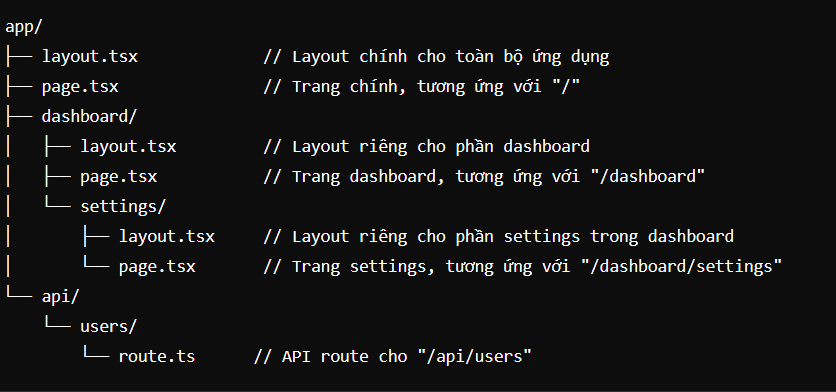 app/
├── layout.tsx             // Layout chính cho toàn bộ ứng dụng
├── page.tsx               // Trang chính, tương ứng với "/"
├── dashboard/
│   ├── layout.tsx         // Layout riêng cho phần dashboard
│   ├── page.tsx           // Trang dashboard, tương ứng với "/dashboard"
│   └── settings/
│       ├── layout.tsx     // Layout riêng cho phần settings trong dashboard
│       └── page.tsx       // Trang settings, tương ứng với "/dashboard/settings"
└── api/
    └── users/
        └── route.ts      // API route cho "/api/users"